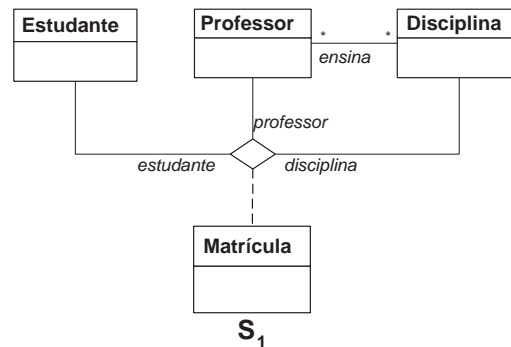 Estudante
Professor
Disciplina
* *
ensina
professor
estudante
disciplina
Matrícula
S1